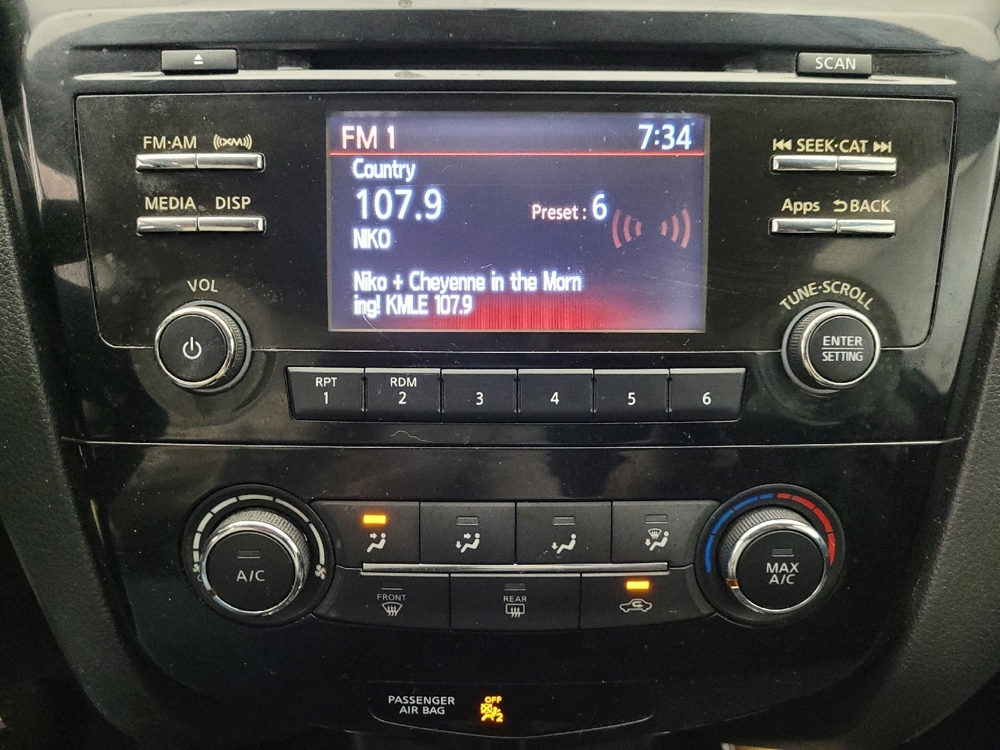 SCAN
FM·AM ((XM))
FM 1 7:34
SEEK·CAT
Country
MEDIA DISP
107.9 Preset : 6
Apps BACK
NIKO
Niko + Cheyenne in the Morn
ing! KMLE 107.9
VOL
TUNE·SCROLL
ENTER
SETTING
RPT RDM
1 2 3 4 5 6
A/C
MAX
A/C
FRONT REAR
PASSENGER
AIR BAG
OFF
2